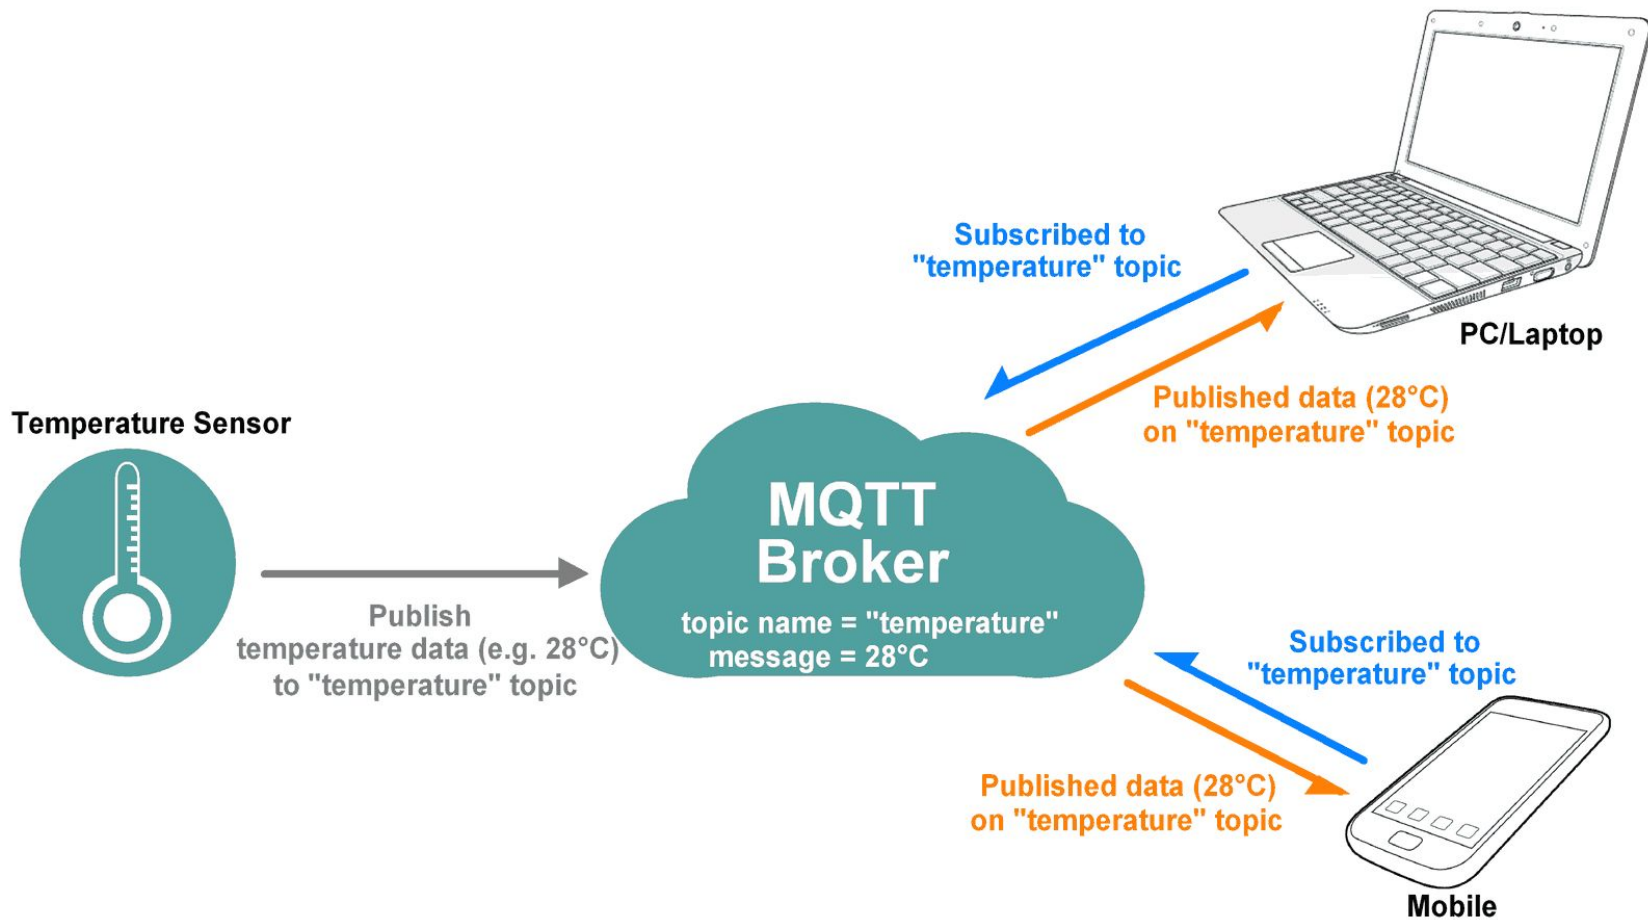 Subscribed to
"temperature" topic
PC/Laptop
Published data (28°C)
on "temperature" topic
Temperature Sensor
MQTT
Broker
topic name = "temperature"
message = 28°C
Publish
temperature data (e.g. 28°C)
to "temperature" topic
Subscribed to
"temperature" topic
Published data (28°C)
on "temperature" topic
Mobile